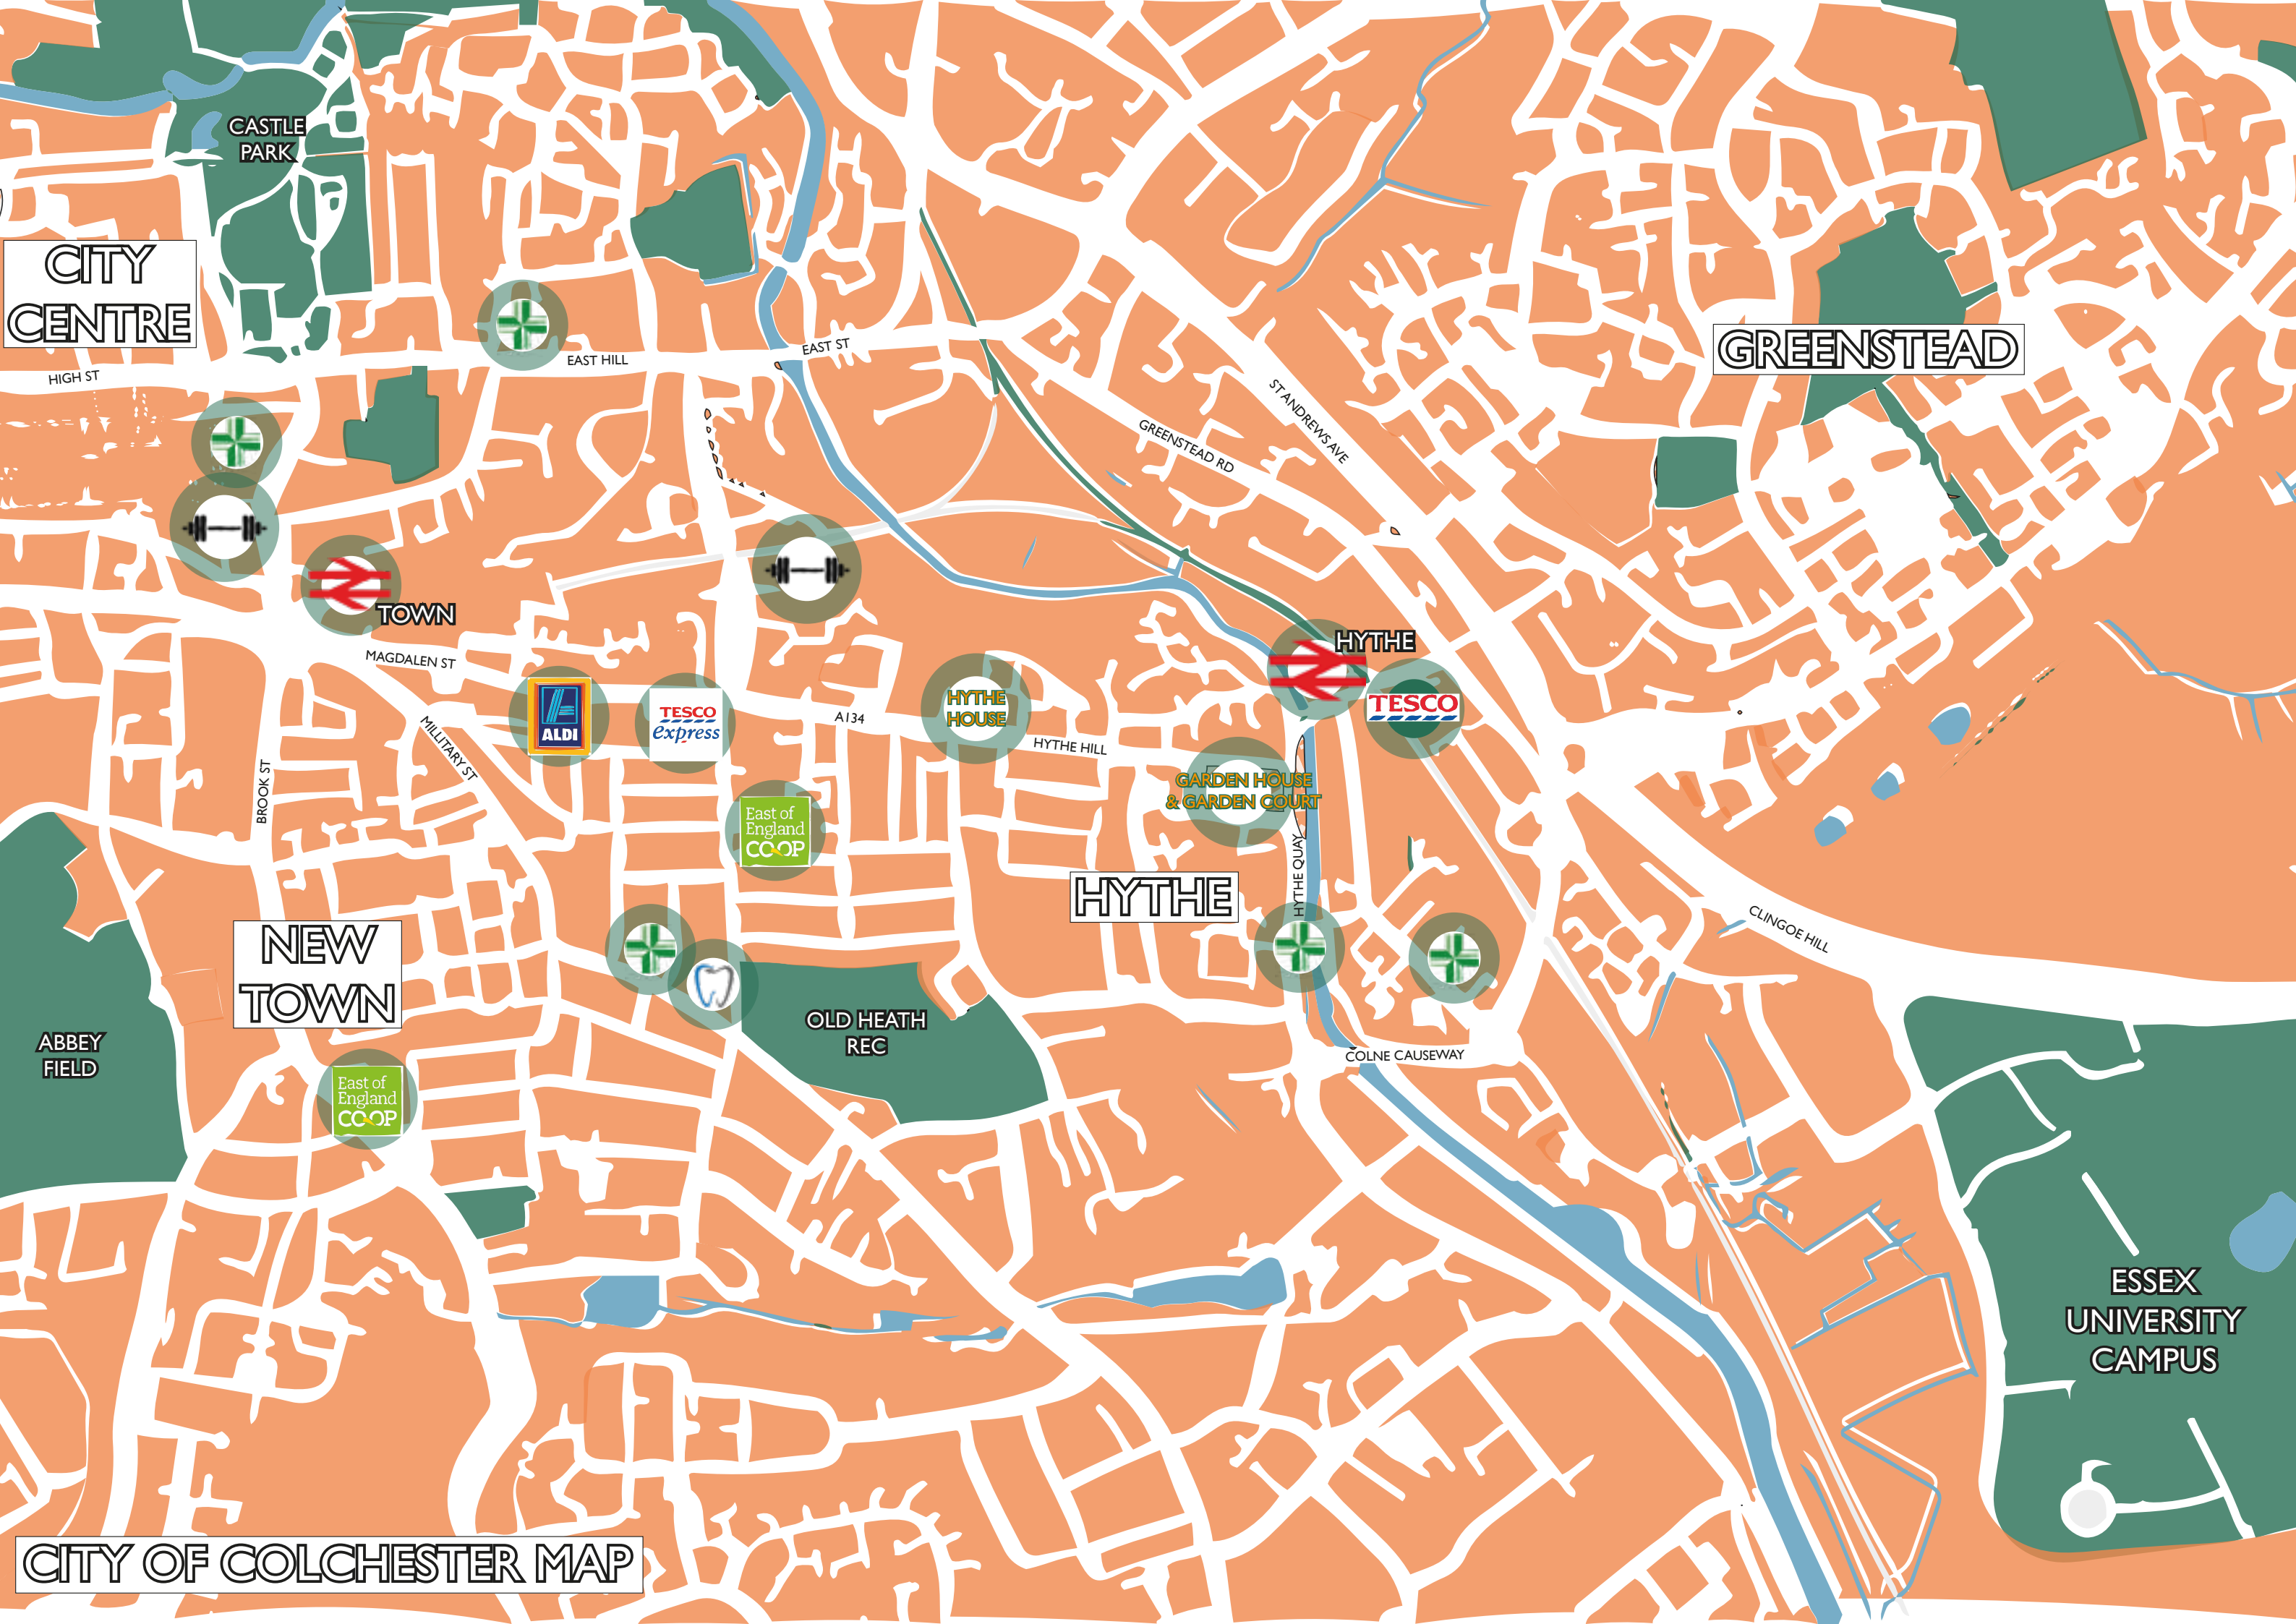 CASTLE
PARK
CITY
CENTRE
HIGH ST
EAST HILL
EAST ST
GREENSTEAD
ST ANDREWS AVE
GREENSTEAD RD
TOWN
MAGDALEN ST
HYTHE
TESCO
ALDI
TESCO
express
MILLITARY ST
BROOK ST
A134
HYTHE
HOUSE
HYTHE HILL
GARDEN HOUSE
& GARDEN COURT
East of
England
CO-OP
HYTHE QUAY
HYTHE
CLINGOE HILL
NEW
TOWN
ABBEY
FIELD
OLD HEATH
REC
COLNE CAUSEWAY
East of
England
CO-OP
ESSEX
UNIVERSITY
CAMPUS
CITY OF COLCHESTER MAP